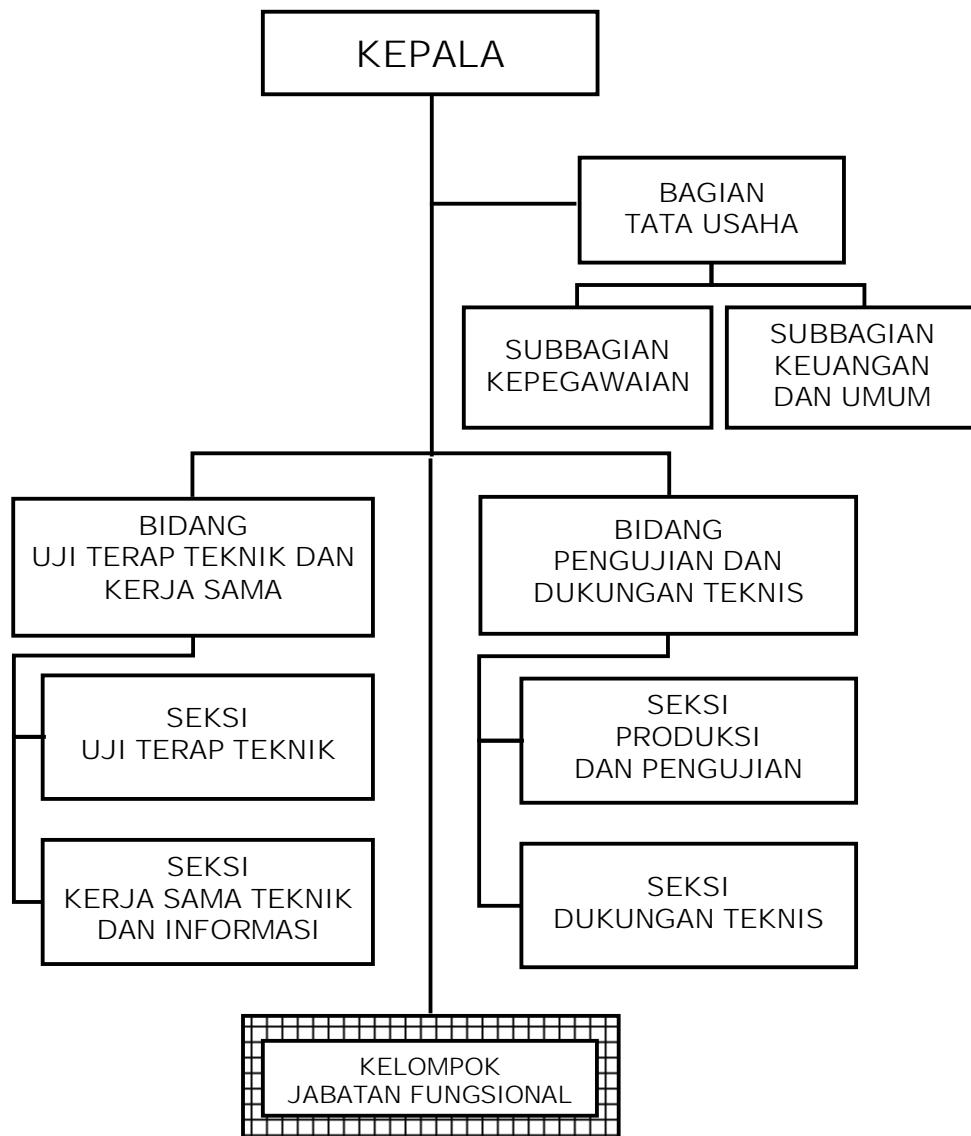 KEPALA
BAGIAN
TATA USAHA
SUBBAGIAN
KEPEGAWAIAN
SUBBAGIAN
KEUANGAN
DAN UMUM
BIDANG
UJI TERAP TEKNIK DAN
KERJA SAMA
BIDANG
PENGUJIAN DAN
DUKUNGAN TEKNIS
SEKSI
UJI TERAP TEKNIK
SEKSI
PRODUKSI
DAN PENGUJIAN
SEKSI
KERJA SAMA TEKNIK
DAN INFORMASI
SEKSI
DUKUNGAN TEKNIS
KELOMPOK
JABATAN FUNGSIONAL